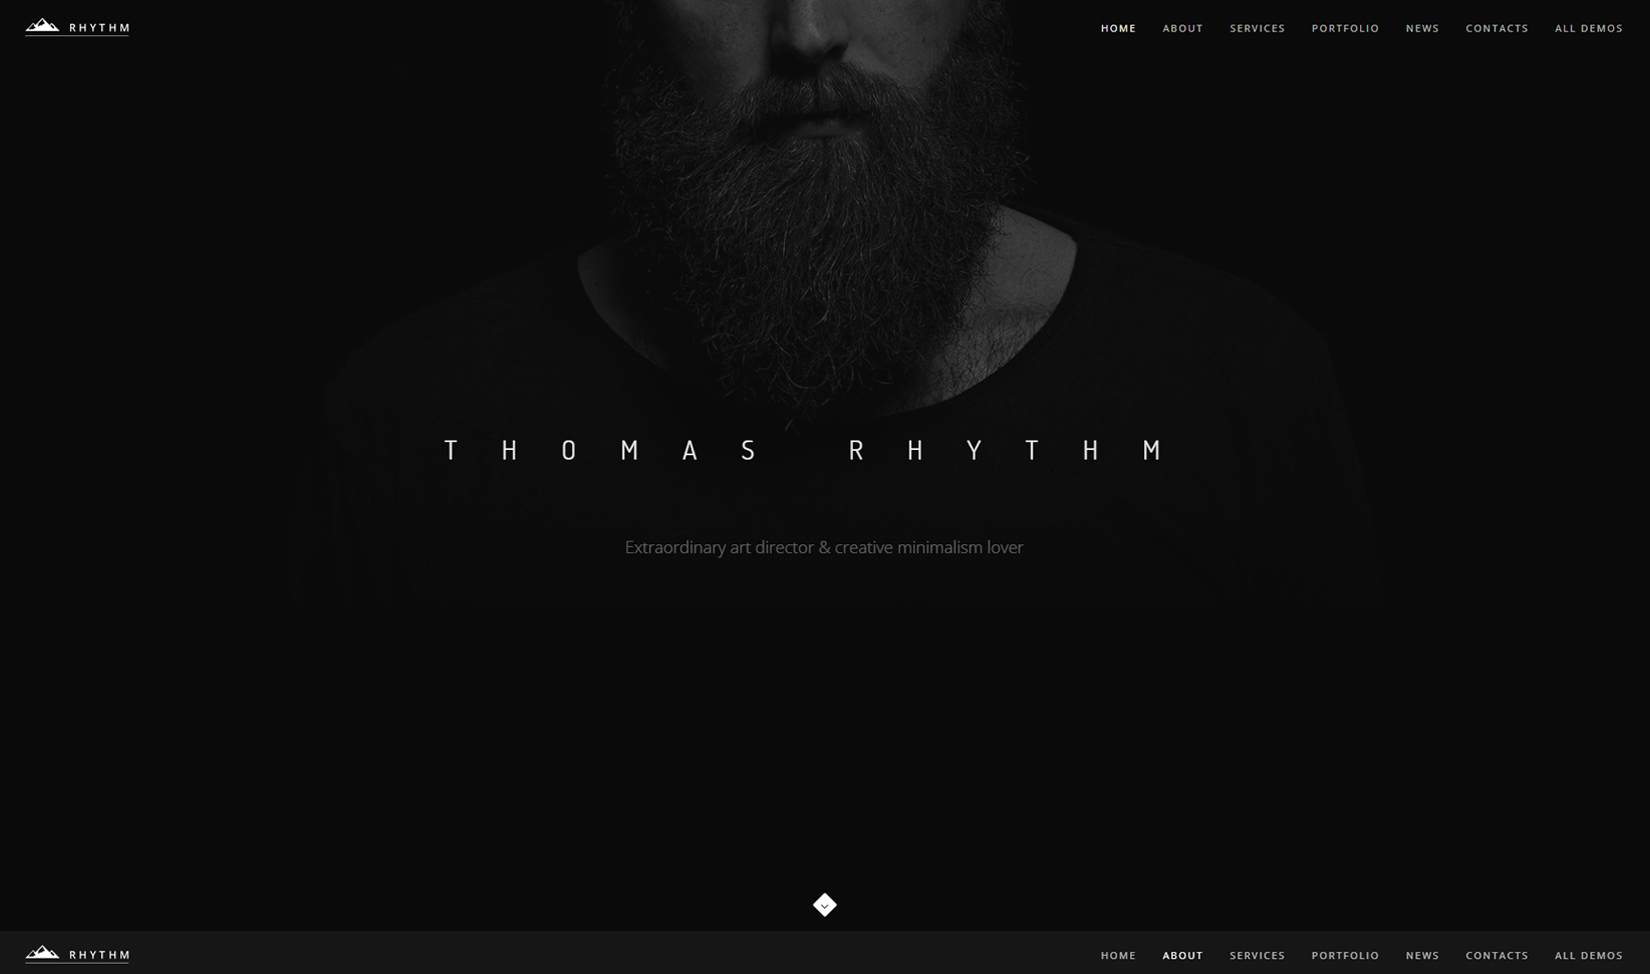 RHYTHM HOME ABOUT SERVICES PORTFOLIO NEWS CONTACTS ALL DEMOS
THOMAS RHYTHM
Extraordinary art director & creative minimalism lover
RHYTHM HOME ABOUT SERVICES PORTFOLIO NEWS CONTACTS ALL DEMOS